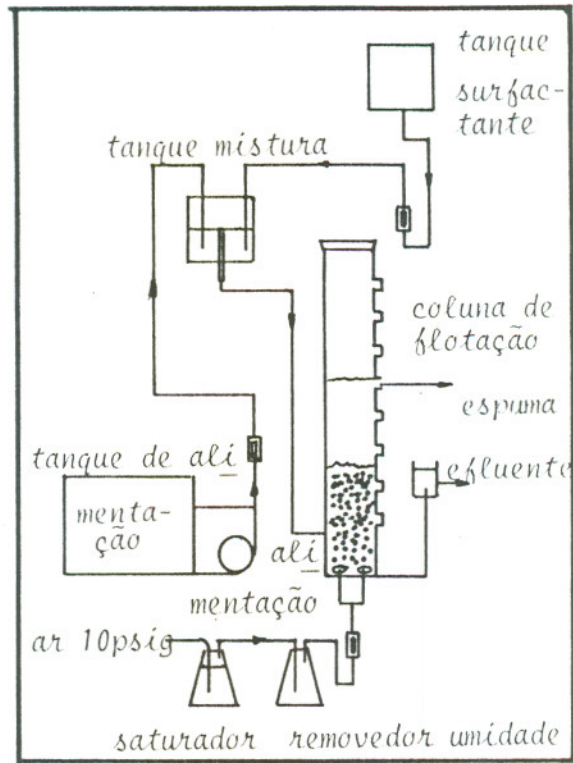 tanque
surfac-
tante
tanque mistura
coluna de
flotação
espuma
efluente
tanque de ali
menta-
ção
ali
mentação
ar 10psig
saturador removedor umidade